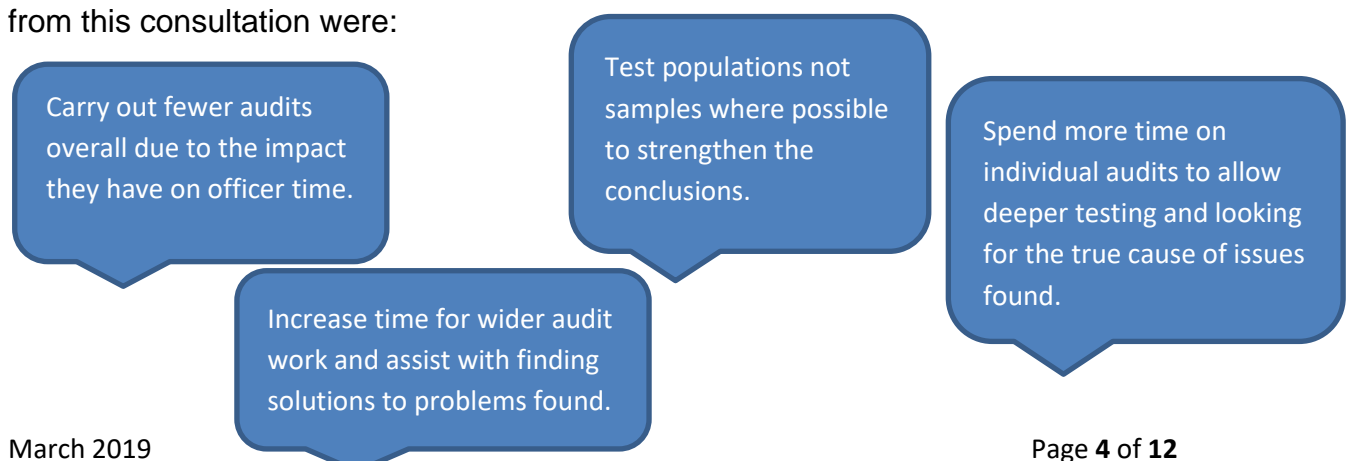 from this consultation were:
Carry out fewer audits
overall due to the impact
they have on officer time.
Test populations not
samples where possible
to strengthen the
conclusions.
Spend more time on
individual audits to allow
deeper testing and looking
for the true cause of issues
found.
Increase time for wider audit
work and assist with finding
solutions to problems found.
March 2019
Page 4 of 12